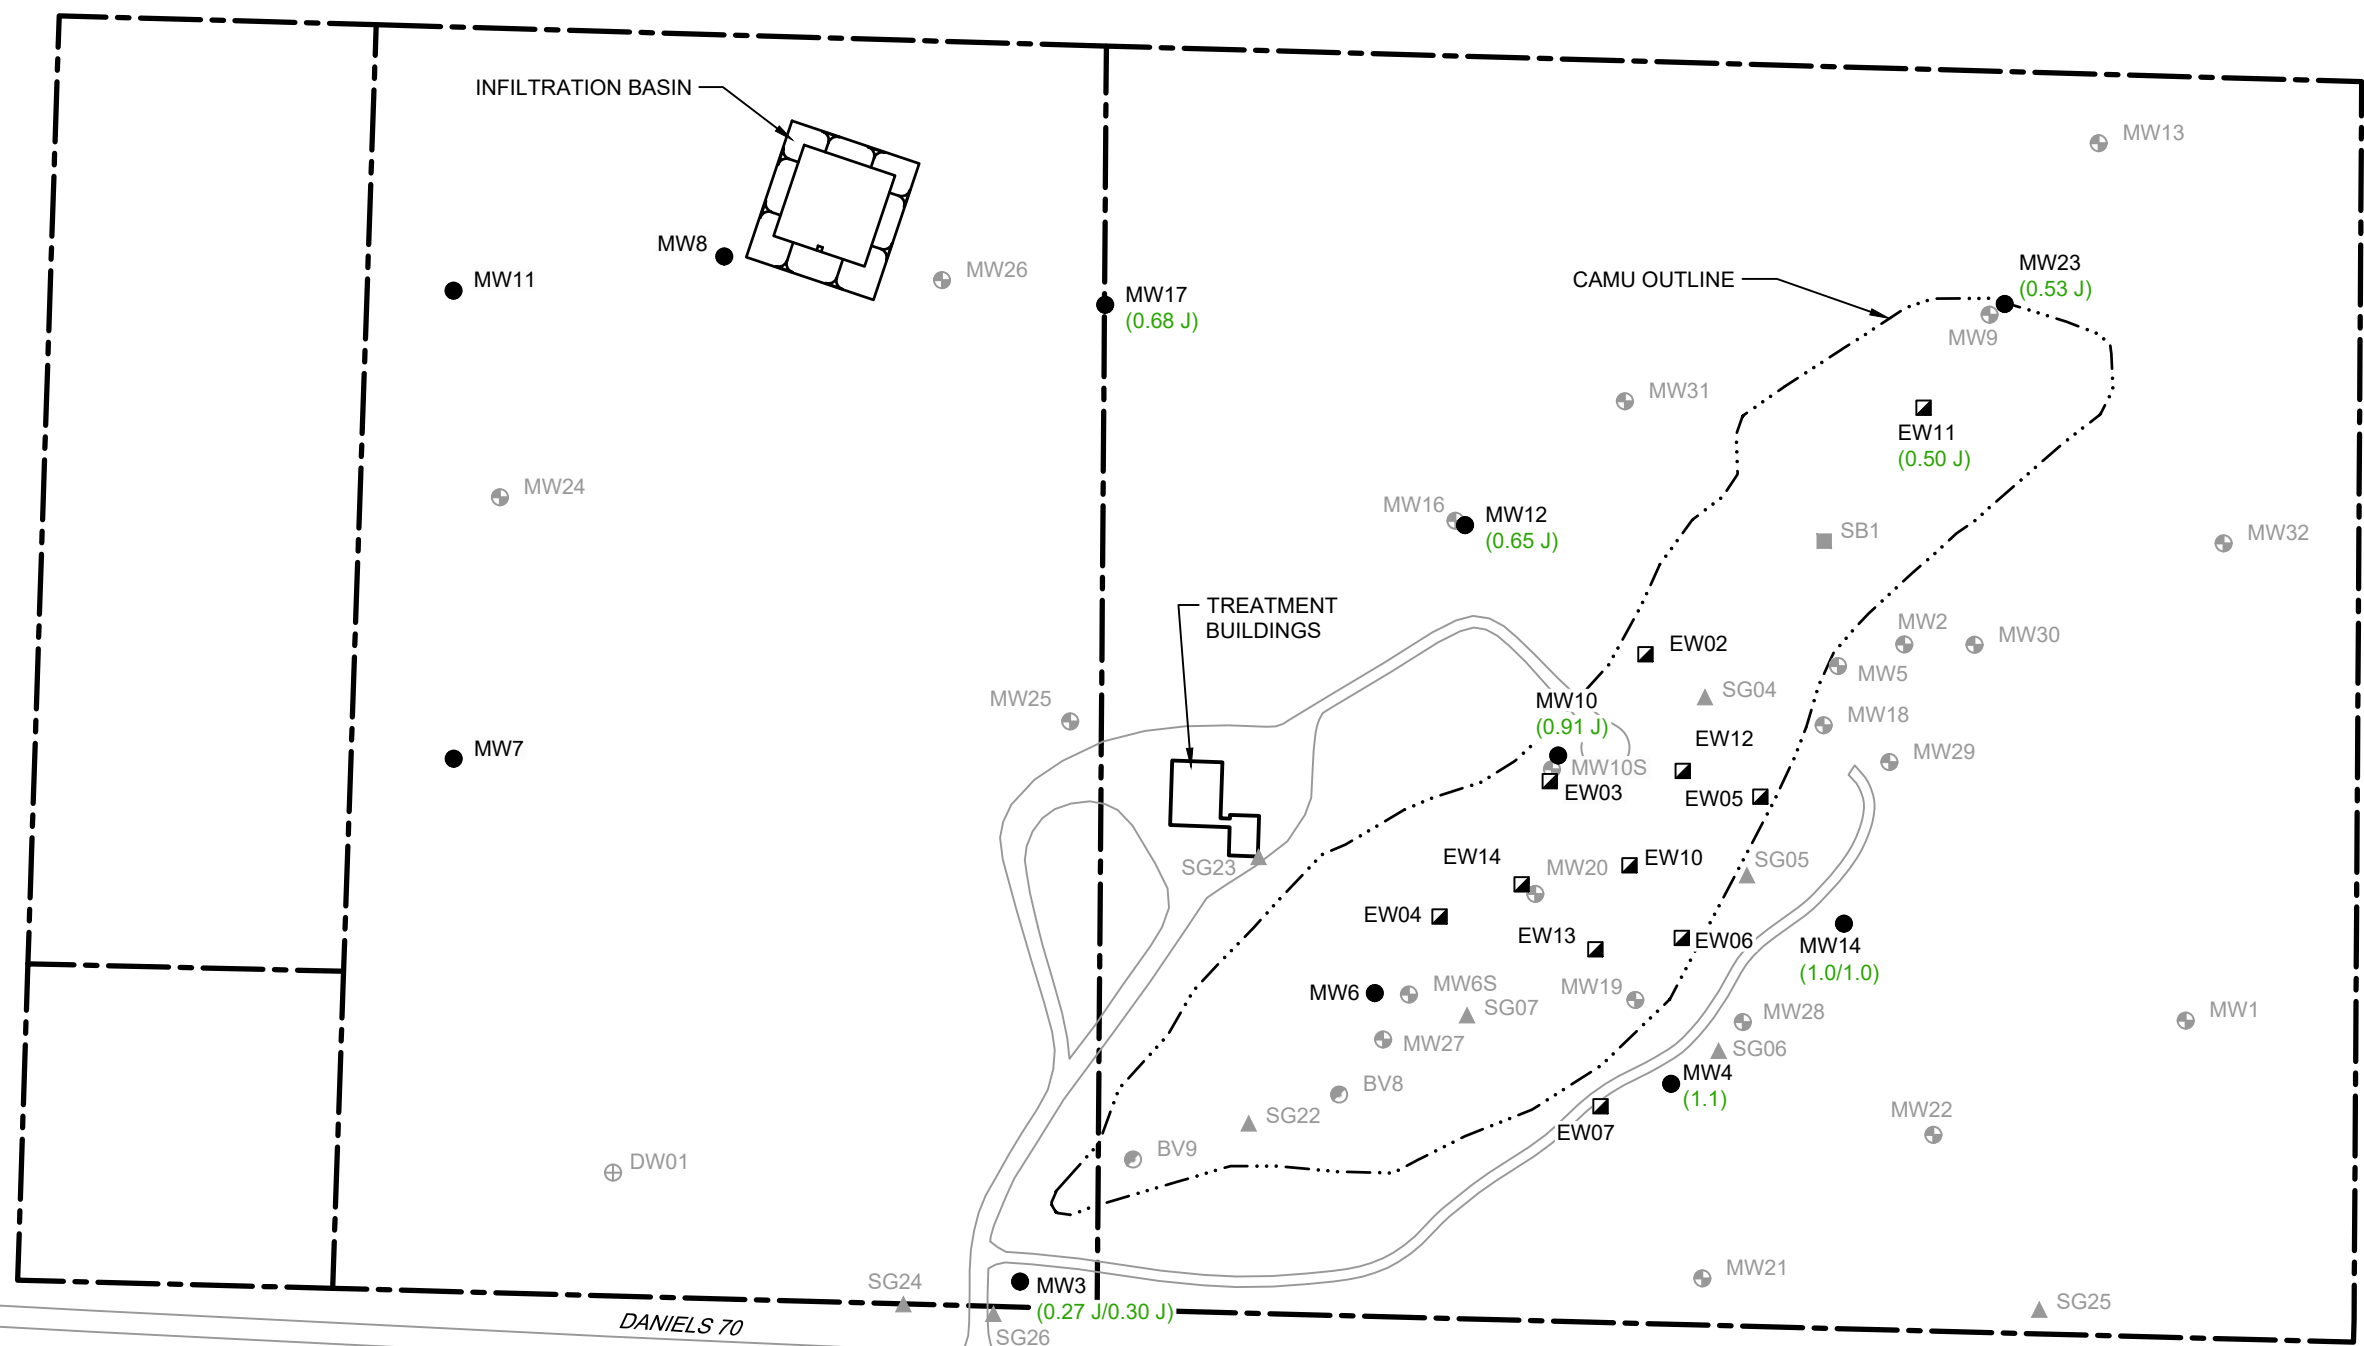 INFILTRATION BASIN
MW13
MW8
MW26
MW11
MW17
(0.68 J)
CAMU OUTLINE
MW23
(0.53 J)
MW9
MW31
EW11
(0.50 J)
MW24
MW16
MW12
(0.65 J)
SB1
MW32
TREATMENT
BUILDINGS
EW02
MW2
MW30
MW5
SG04
MW25
MW10
(0.91 J)
MW18
EW12
MW7
MW29
MW10S
EW03
EW05
SG23
EW14
MW20
EW10
SG05
EW04
EW13
EW06
MW14
(1.0/1.0)
MW6
MW6S
MW19
SG07
MW28
MW1
MW27
SG06
MW4
(1.1)
BV8
SG22
EW07
MW22
BV9
DW01
MW21
SG24
MW3
(0.27 J/0.30 J)
SG25
DANIELS 70
SG26